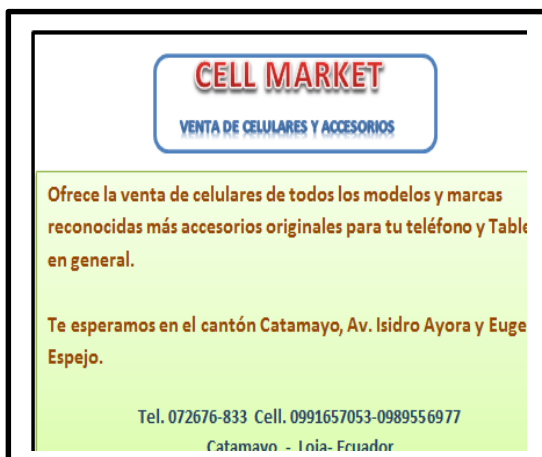 CELL MARKET
VENTA DE CELULARES Y ACCESORIOS
Ofrece la venta de celulares de todos los modelos y marcas
reconocidas más accesorios originales para tu teléfono y Table
en general.
Te esperamos en el cantón Catamayo, Av. Isidro Ayora y Euge
Espejo.
Tel. 072676-833 Cell. 0991657053-0989556977
Catamayo - Loja- Ecuador